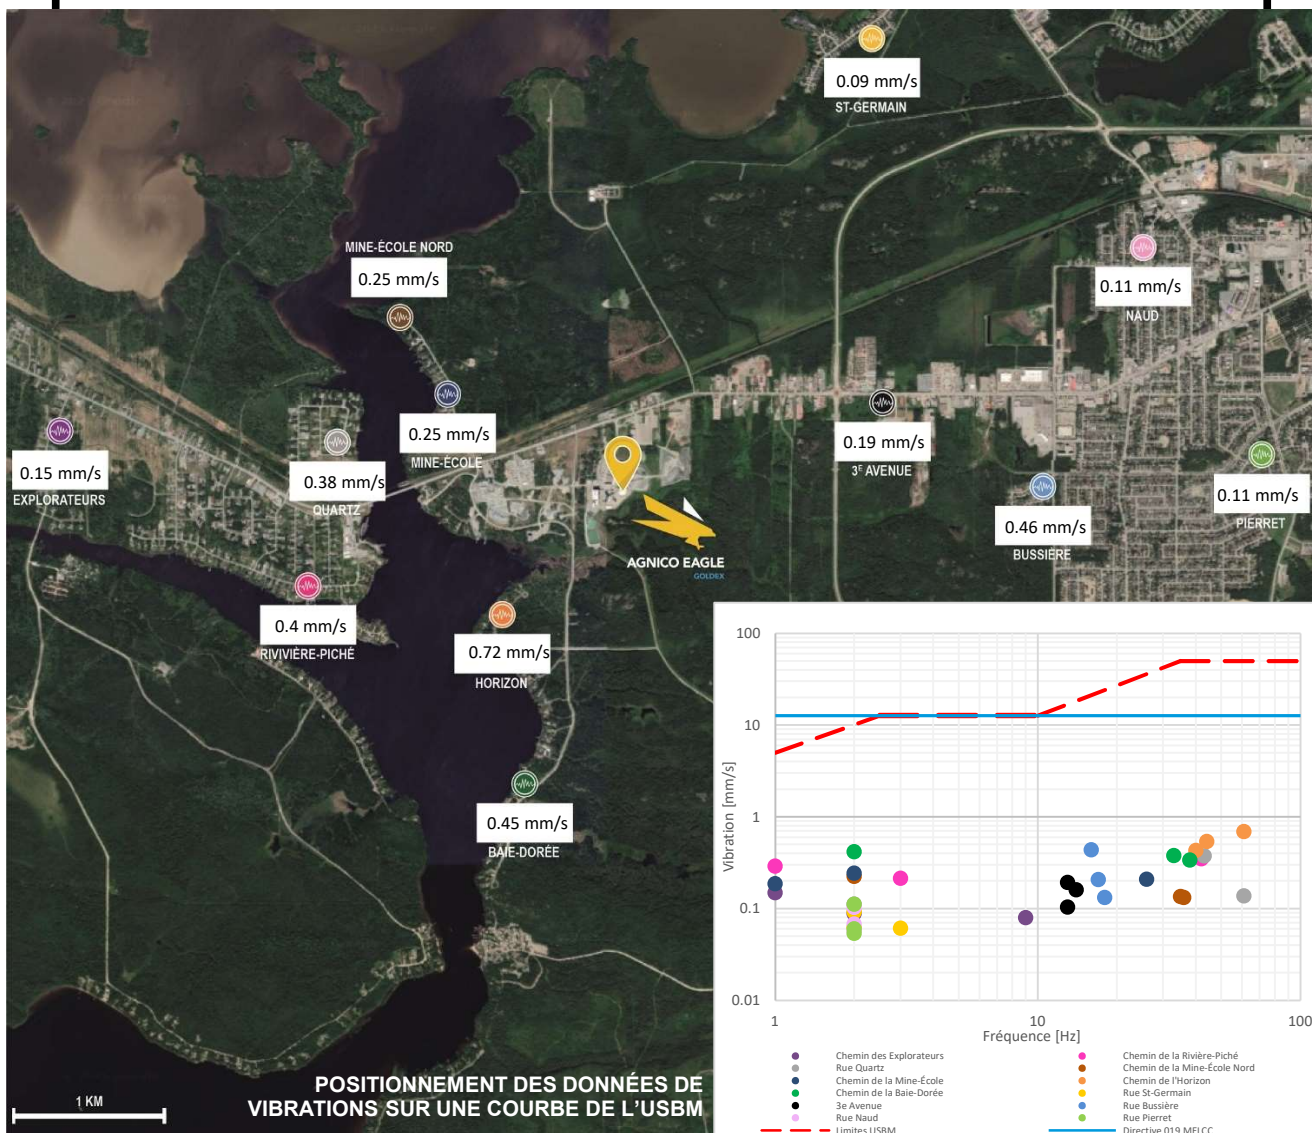 0.09 mm/s
ST-GERMAIN
MINE-ÉCOLE NORD
0.25 mm/s
0.11 mm/s
NAUD
0.25 mm/s
MINE-ÉCOLE
0.19 mm/s
3E AVENUE
0.15 mm/s
EXPLORATEURS
0.38 mm/s
QUARTZ
0.11 mm/s
PIERRET
0.46 mm/s
BUSSIÈRE
AGNICO EAGLE
GOLDEX
0.4 mm/s
RIVIVIÈRE-PICHÉ
0.72 mm/s
HORIZON
0.45 mm/s
BAIE-DORÉE
POSITIONNEMENT DES DONNÉES DE
VIBRATIONS SUR UNE COURBE DE L'USBM
1 KM
100
10
1
0.1
0.01
Vibration [mm/s]
1
10
100
Fréquence [Hz]
Chemin des Explorateurs
Chemin de la Rivière-Piché
Rue Quartz
Chemin de la Mine-École Nord
Chemin de la Mine-École
Chemin de l'Horizon
Chemin de la Baie-Dorée
Rue St-Germain
3e Avenue
Rue Bussière
Rue Naud
Rue Pierret
Limites USBM
Directive 019 MELCC